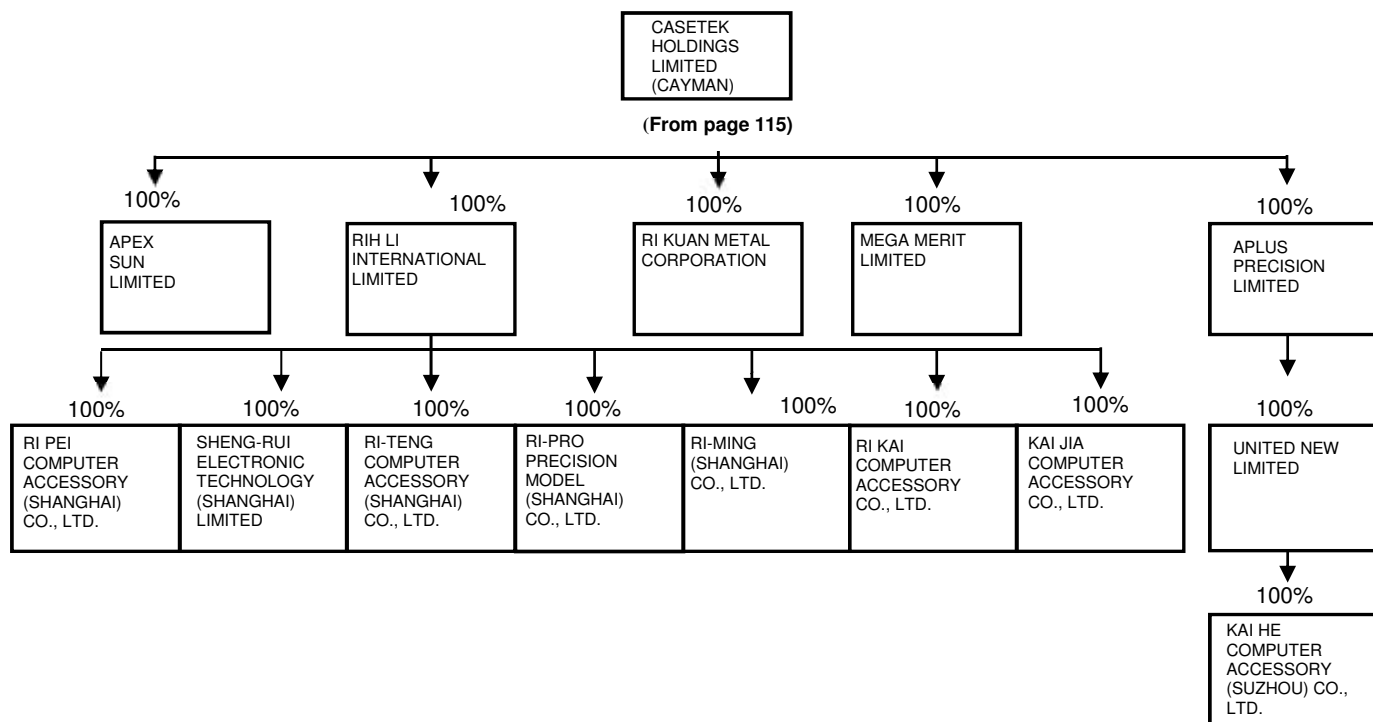 CASETEK
HOLDINGS
LIMITED
(CAYMAN)
(From page 115)
100%
100%
100%
100%
100%
APEX
SUN
LIMITED
RIH LI
INTERNATIONAL
LIMITED
RI KUAN METAL
CORPORATION
MEGA MERIT
LIMITED
APLUS
PRECISION
LIMITED
100%
100%
100%
100%
100%
100%
100%
100%
RI PEI
COMPUTER
ACCESSORY
(SHANGHAI)
CO., LTD.
SHENG-RUI
ELECTRONIC
TECHNOLOGY
(SHANGHAI)
LIMITED
RI-TENG
COMPUTER
ACCESSORY
(SHANGHAI)
CO., LTD.
RI-PRO
PRECISION
MODEL
(SHANGHAI)
CO., LTD.
RI-MING
(SHANGHAI)
CO., LTD.
RI KAI
COMPUTER
ACCESSORY
CO., LTD.
KAI JIA
COMPUTER
ACCESSORY
CO., LTD.
UNITED NEW
LIMITED
100%
KAI HE
COMPUTER
ACCESSORY
(SUZHOU) CO.,
LTD.